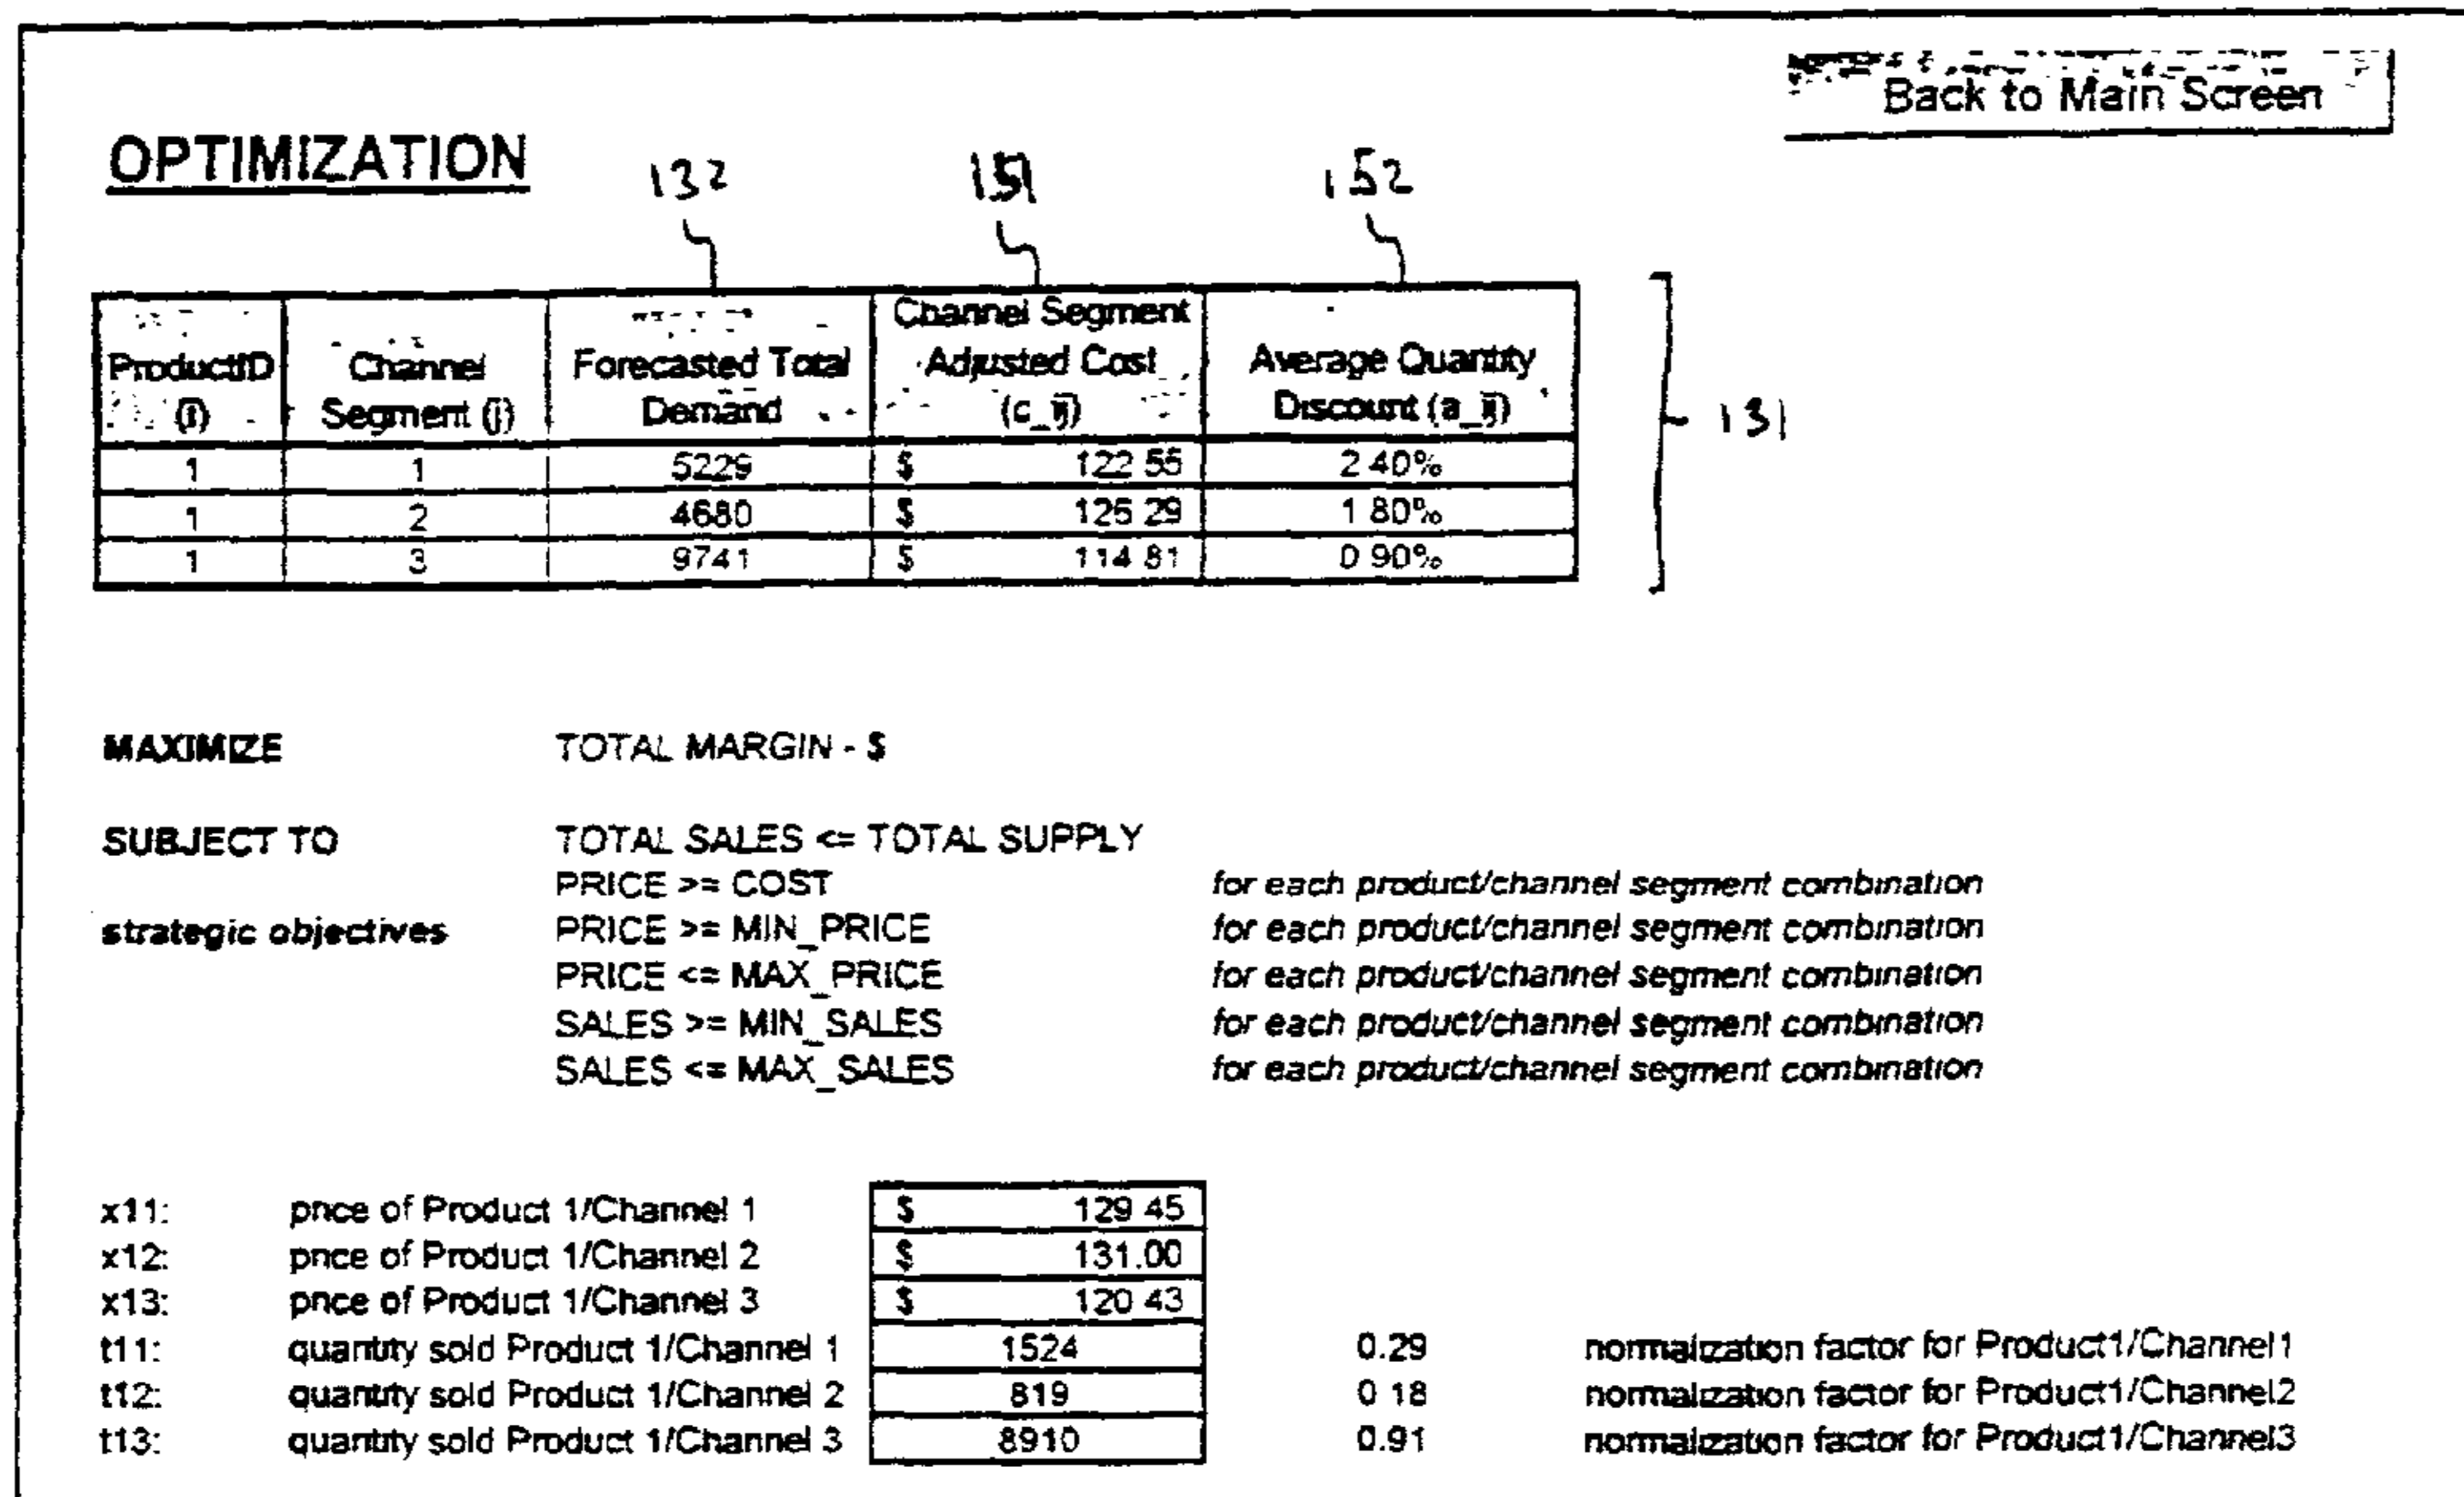 Back to Main Screen
OPTIMIZATION
132 151 152
ProductID (i) Channel Segment (j) Forecasted Total Demand Channel Segment Adjusted Cost (c_ij) Average Quantity Discount (a_ij)
131
1 1 5229 $ 122 55 2 40%
1 2 4680 $ 125 29 1 80%
1 3 9741 $ 114 81 0 90%
MAXIMIZE TOTAL MARGIN - $
SUBJECT TO TOTAL SALES <= TOTAL SUPPLY
PRICE >= COST for each product/channel segment combination
strategic objectives PRICE >= MIN_PRICE for each product/channel segment combination
PRICE <= MAX_PRICE for each product/channel segment combination
SALES >= MIN_SALES for each product/channel segment combination
SALES <= MAX_SALES for each product/channel segment combination
x11: price of Product 1/Channel 1 $ 129 45
x12: price of Product 1/Channel 2 $ 131.00
x13: price of Product 1/Channel 3 $ 120 43
t11: quantity sold Product 1/Channel 1 1524 0.29 normalization factor for Product1/Channel1
t12: quantity sold Product 1/Channel 2 819 0 18 normalization factor for Product1/Channel2
t13: quantity sold Product 1/Channel 3 8910 0.91 normalization factor for Product1/Channel3